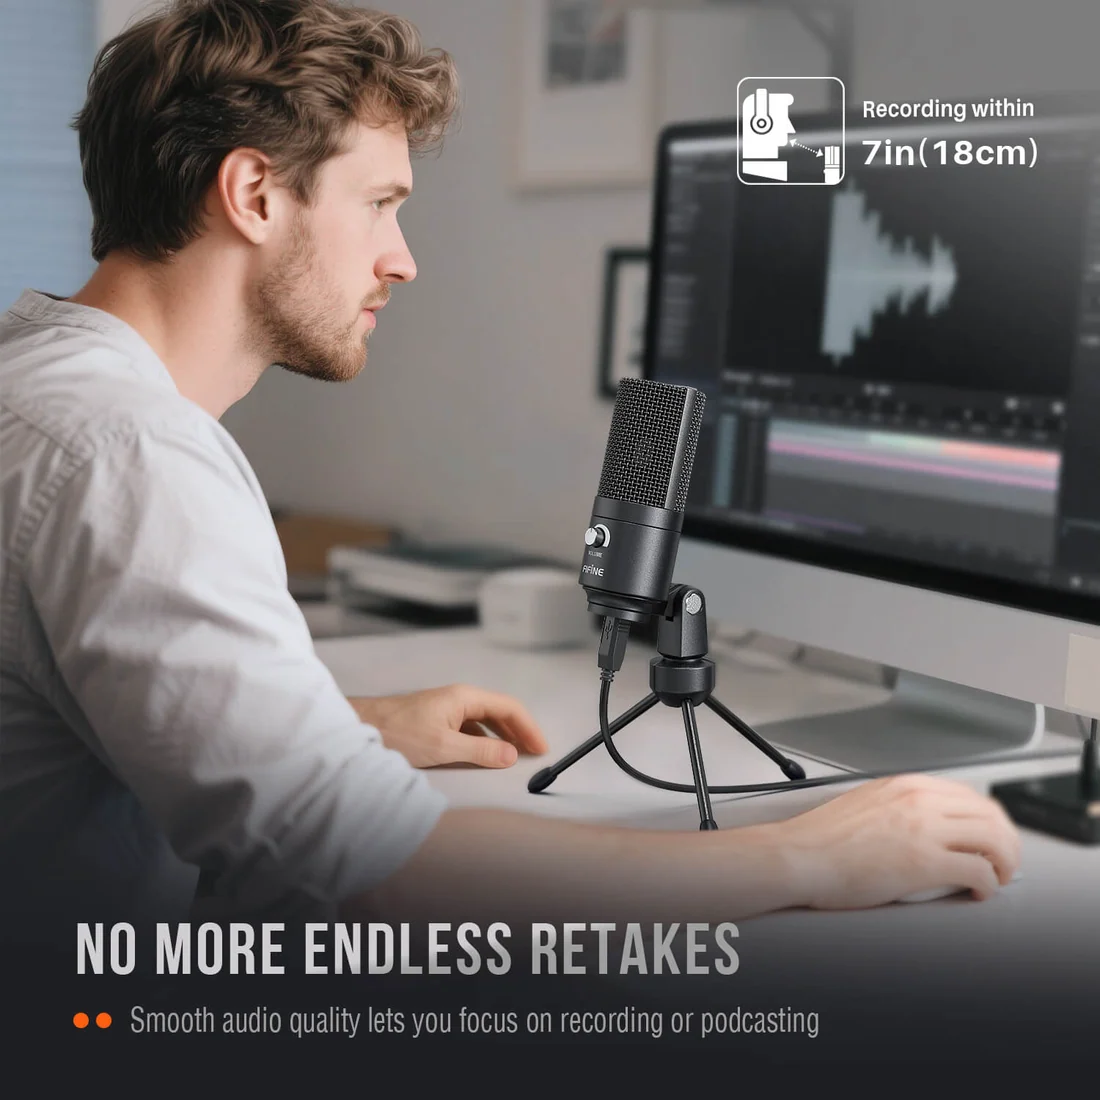 Recording within
7in(18cm)
VOLUME
FIFINE
NO MORE ENDLESS RETAKES
Smooth audio quality lets you focus on recording or podcasting